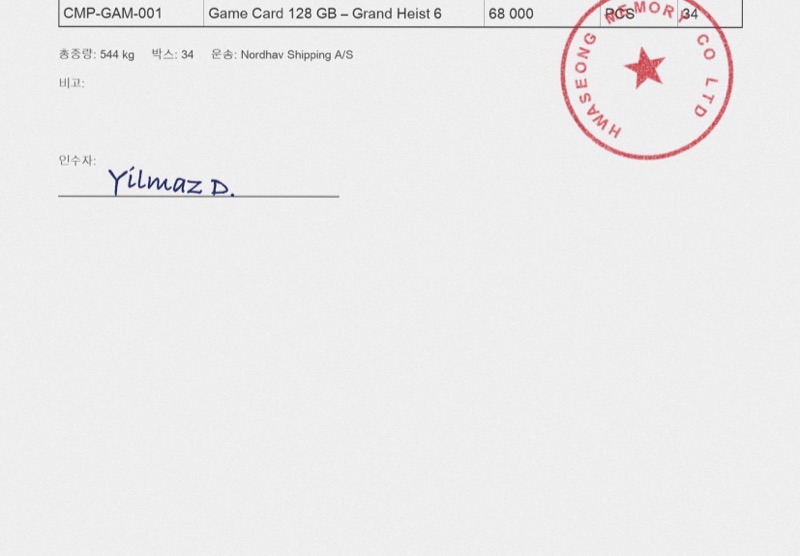 CMP-GAM-001 Game Card 128 GB – Grand Heist 6 68 000 PCS 34
HWASEONG MEMORY CO LTD
총중량: 544 kg 박스: 34 운송: Nordhav Shipping A/S
비고:
인수자:
Yilmaz D.